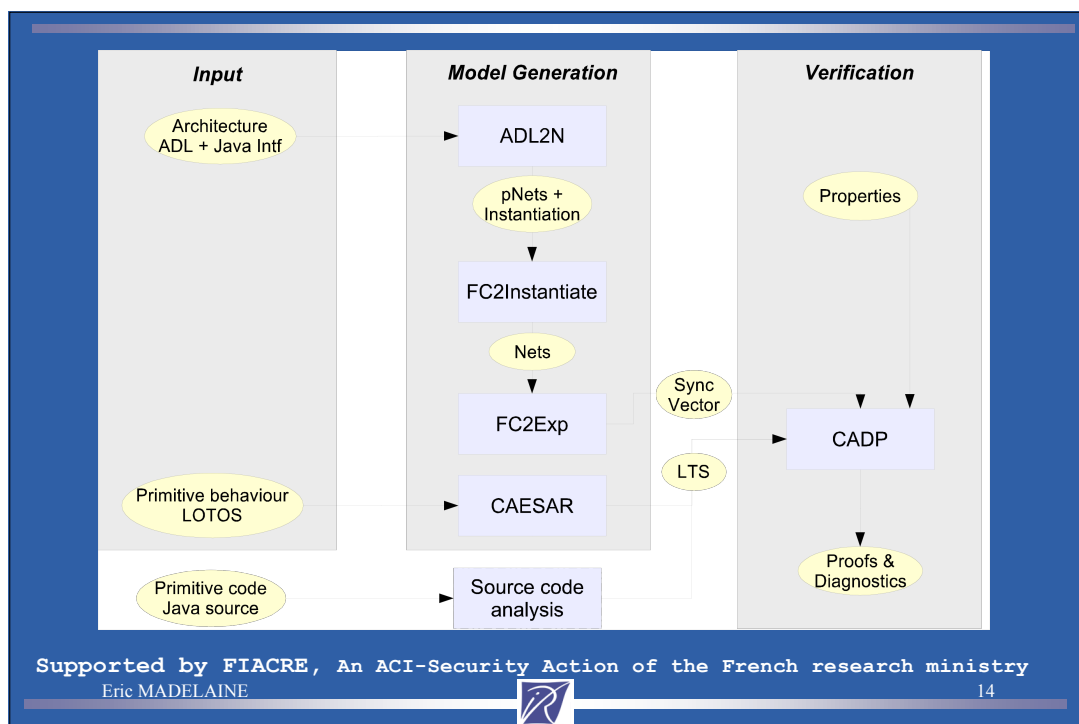 Input
Model Generation
Verification
Architecture
ADL + Java Intf
ADL2N
pNets +
Instantiation
Properties
FC2Instantiate
Nets
Sync
Vector
FC2Exp
CADP
LTS
Primitive behaviour
LOTOS
CAESAR
Proofs &
Diagnostics
Primitive code
Java source
Source code
analysis
Supported by FIACRE, An ACI-Security Action of the French research ministry
Eric MADELAINE
14